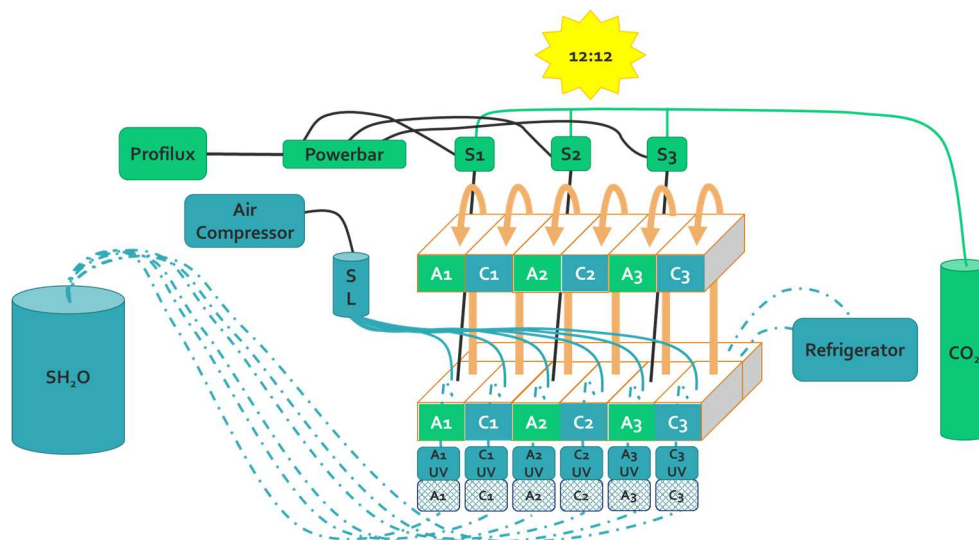 12:12
Profilux
Powerbar
S1
S2
S3
Air
Compressor
S
L
A1
C1
A2
C2
A3
C3
SH₂O
Refrigerator
CO₂
A1
C1
A2
C2
A3
C3
A1
UV
C1
UV
A2
UV
C2
UV
A3
UV
C3
UV
A1
C1
A2
C2
A3
C3